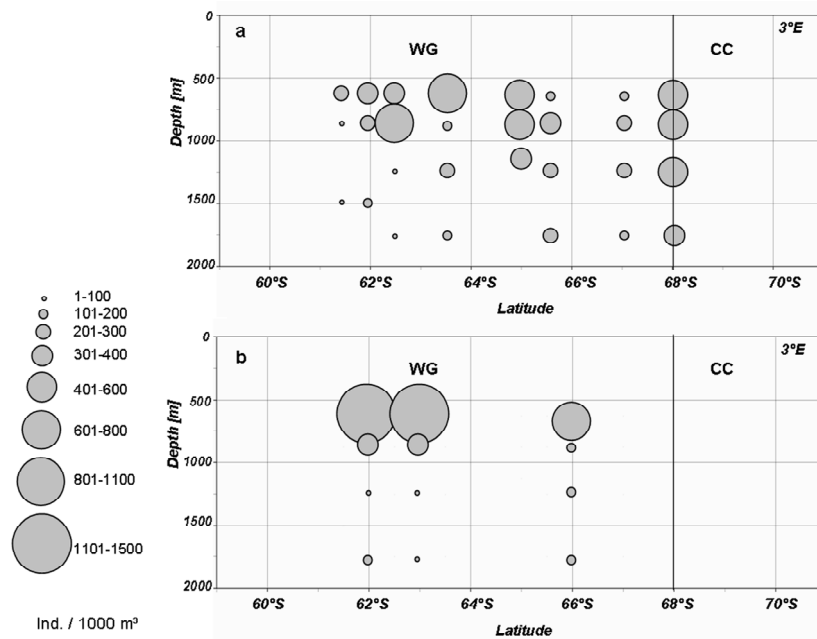 a
WG
3°E
CC
Depth [m]
0
500
1000
1500
2000
60°S
62°S
64°S
66°S
68°S
70°S
Latitude
b
WG
3°E
CC
Depth [m]
0
500
1000
1500
2000
60°S
62°S
64°S
66°S
68°S
70°S
Latitude
1-100
101-200
201-300
301-400
401-600
601-800
801-1100
1101-1500
Ind. / 1000 m³